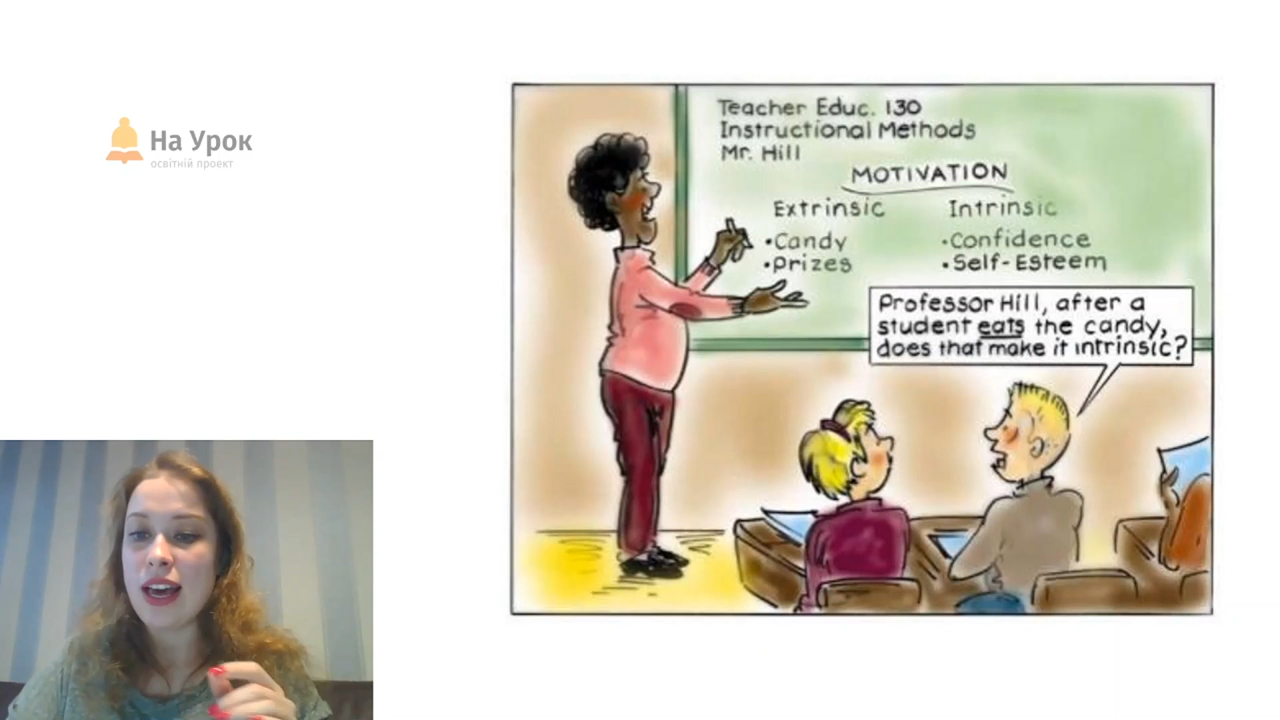 На Урок
освітній проект
Teacher Educ. 130
Instructional Methods
Mr. Hill
MOTIVATION
Extrinsic
Intrinsic
•Candy
•Confidence
•Prizes
•Self-Esteem
Professor Hill, after a
student eats the candy,
does that make it intrinsic?